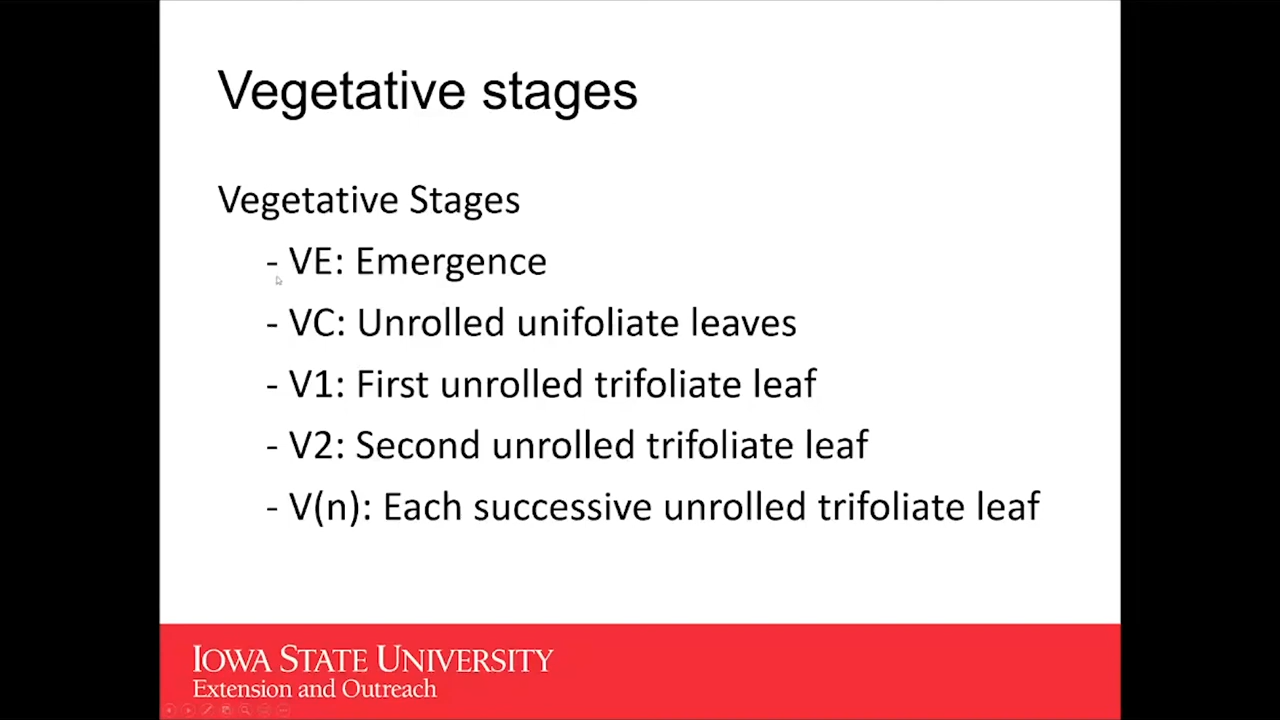 Vegetative stages
Vegetative Stages
- VE: Emergence
- VC: Unrolled unifoliate leaves
- V1: First unrolled trifoliate leaf
- V2: Second unrolled trifoliate leaf
- V(n): Each successive unrolled trifoliate leaf
IOWA STATE UNIVERSITY
Extension and Outreach